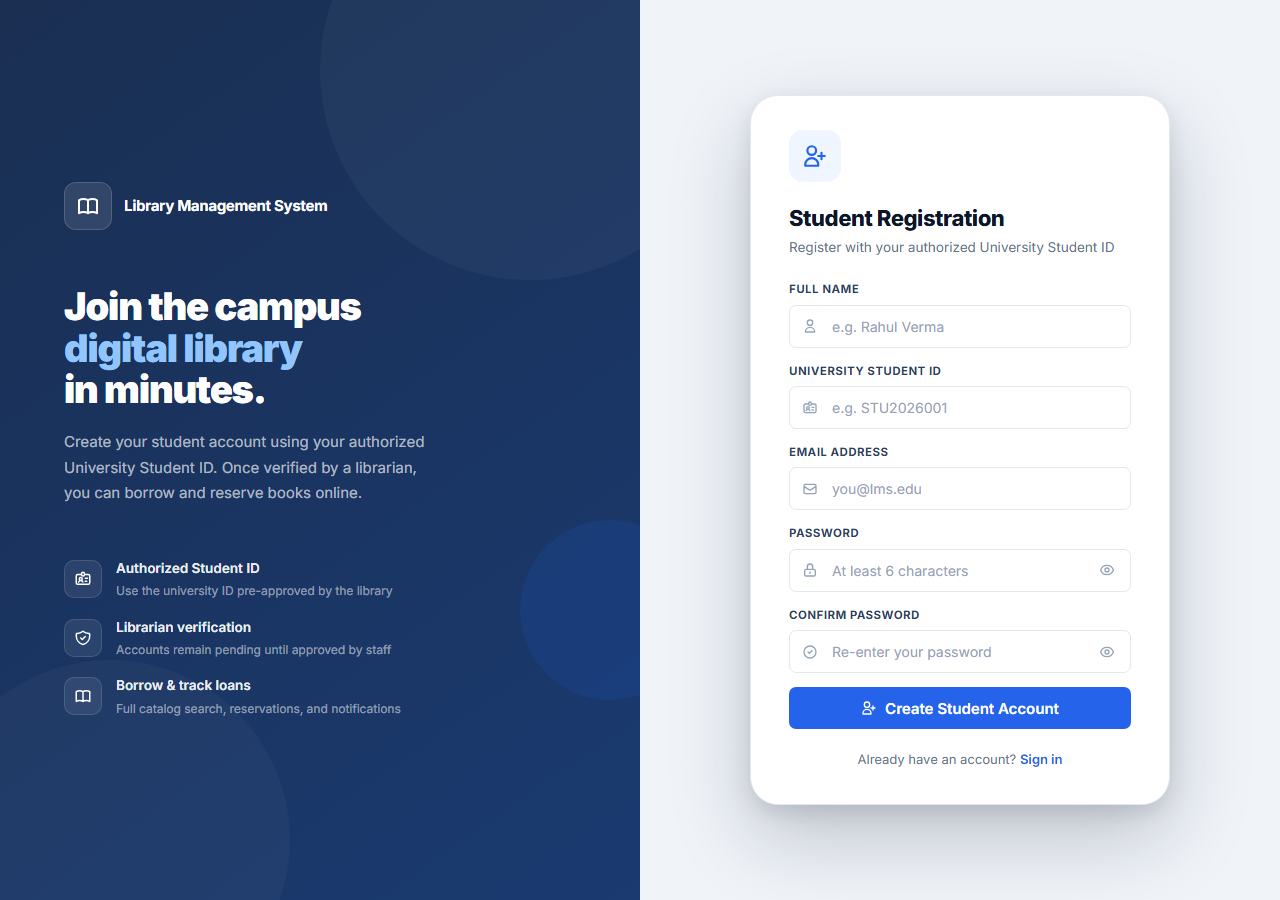 Library Management System
Join the campus
digital library
in minutes.
Create your student account using your authorized
University Student ID. Once verified by a librarian,
you can borrow and reserve books online.
Authorized Student ID
Use the university ID pre-approved by the library
Librarian verification
Accounts remain pending until approved by staff
Borrow & track loans
Full catalog search, reservations, and notifications
Student Registration
Register with your authorized University Student ID
FULL NAME
e.g. Rahul Verma
UNIVERSITY STUDENT ID
e.g. STU2026001
EMAIL ADDRESS
you@lms.edu
PASSWORD
At least 6 characters
CONFIRM PASSWORD
Re-enter your password
Create Student Account
Already have an account? Sign in